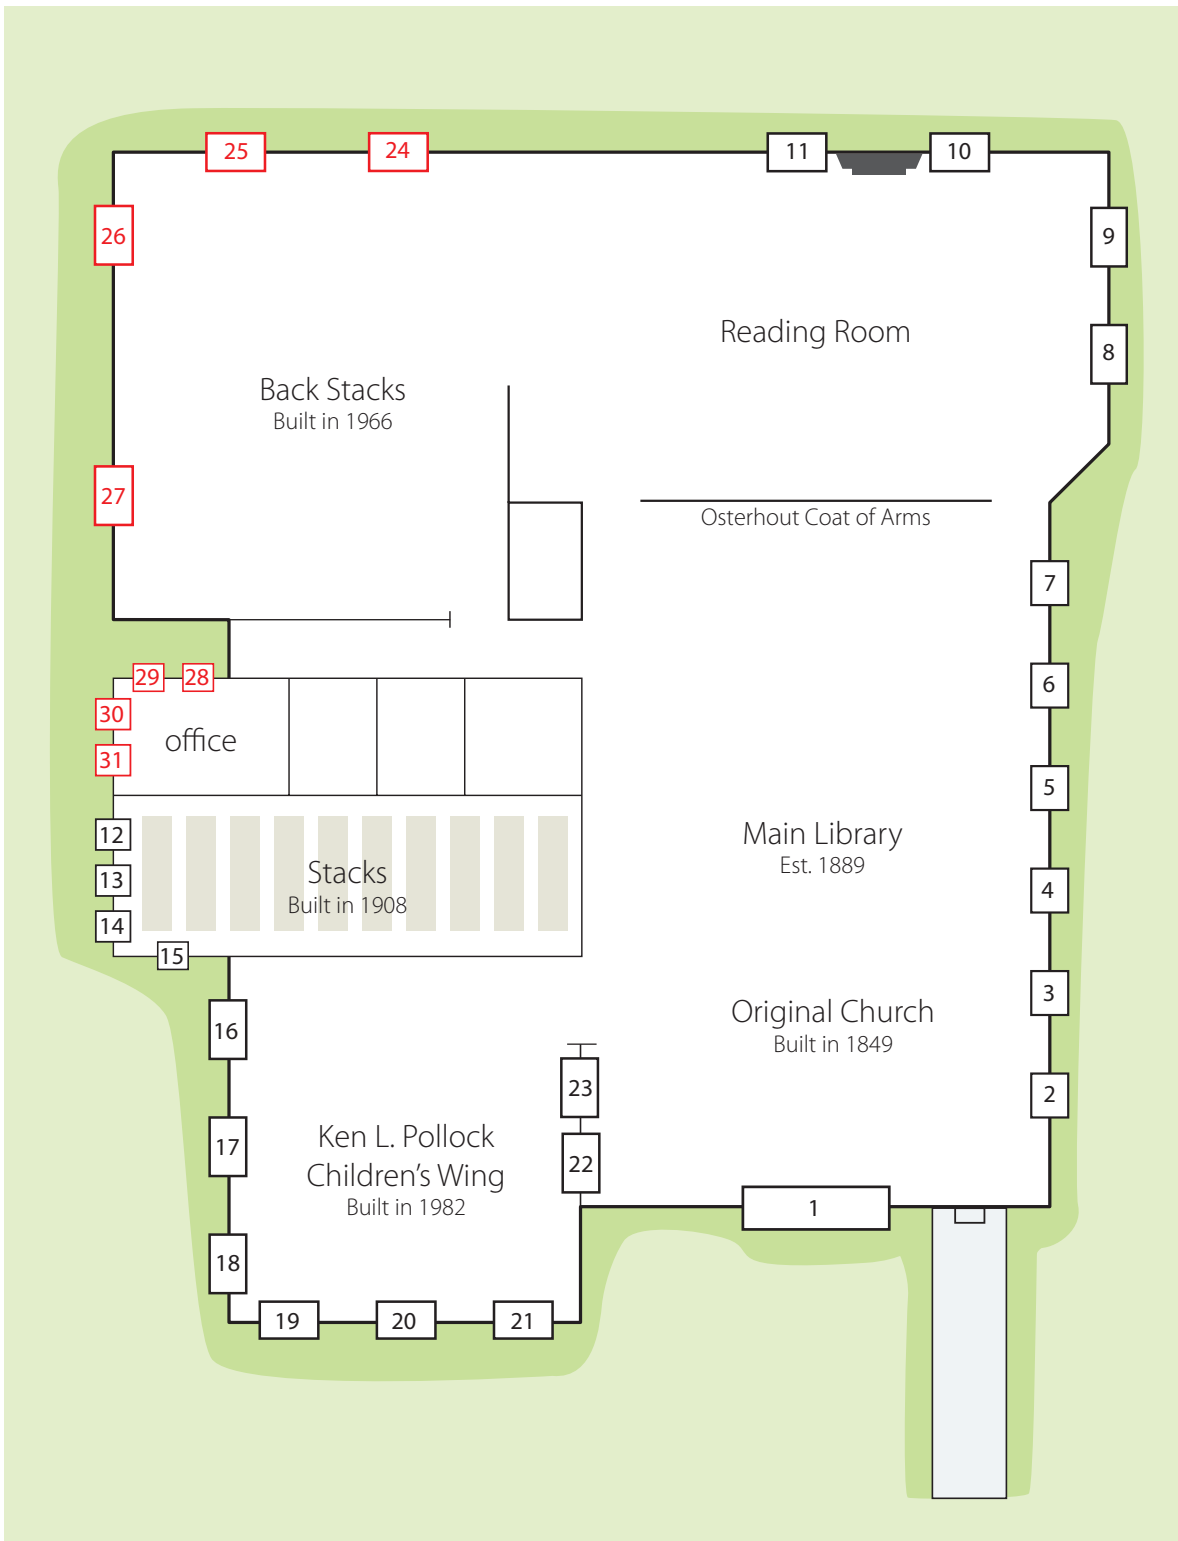 25
24
11
10
26
9
Reading Room
8
Back Stacks
Built in 1966
27
Osterhout Coat of Arms
7
29
28
6
30
office
31
5
12
Main Library
Est. 1889
13
Stacks
Built in 1908
4
14
15
3
16
Original Church
Built in 1849
23
2
17
Ken L. Pollock
Children's Wing
Built in 1982
22
1
18
19
20
21